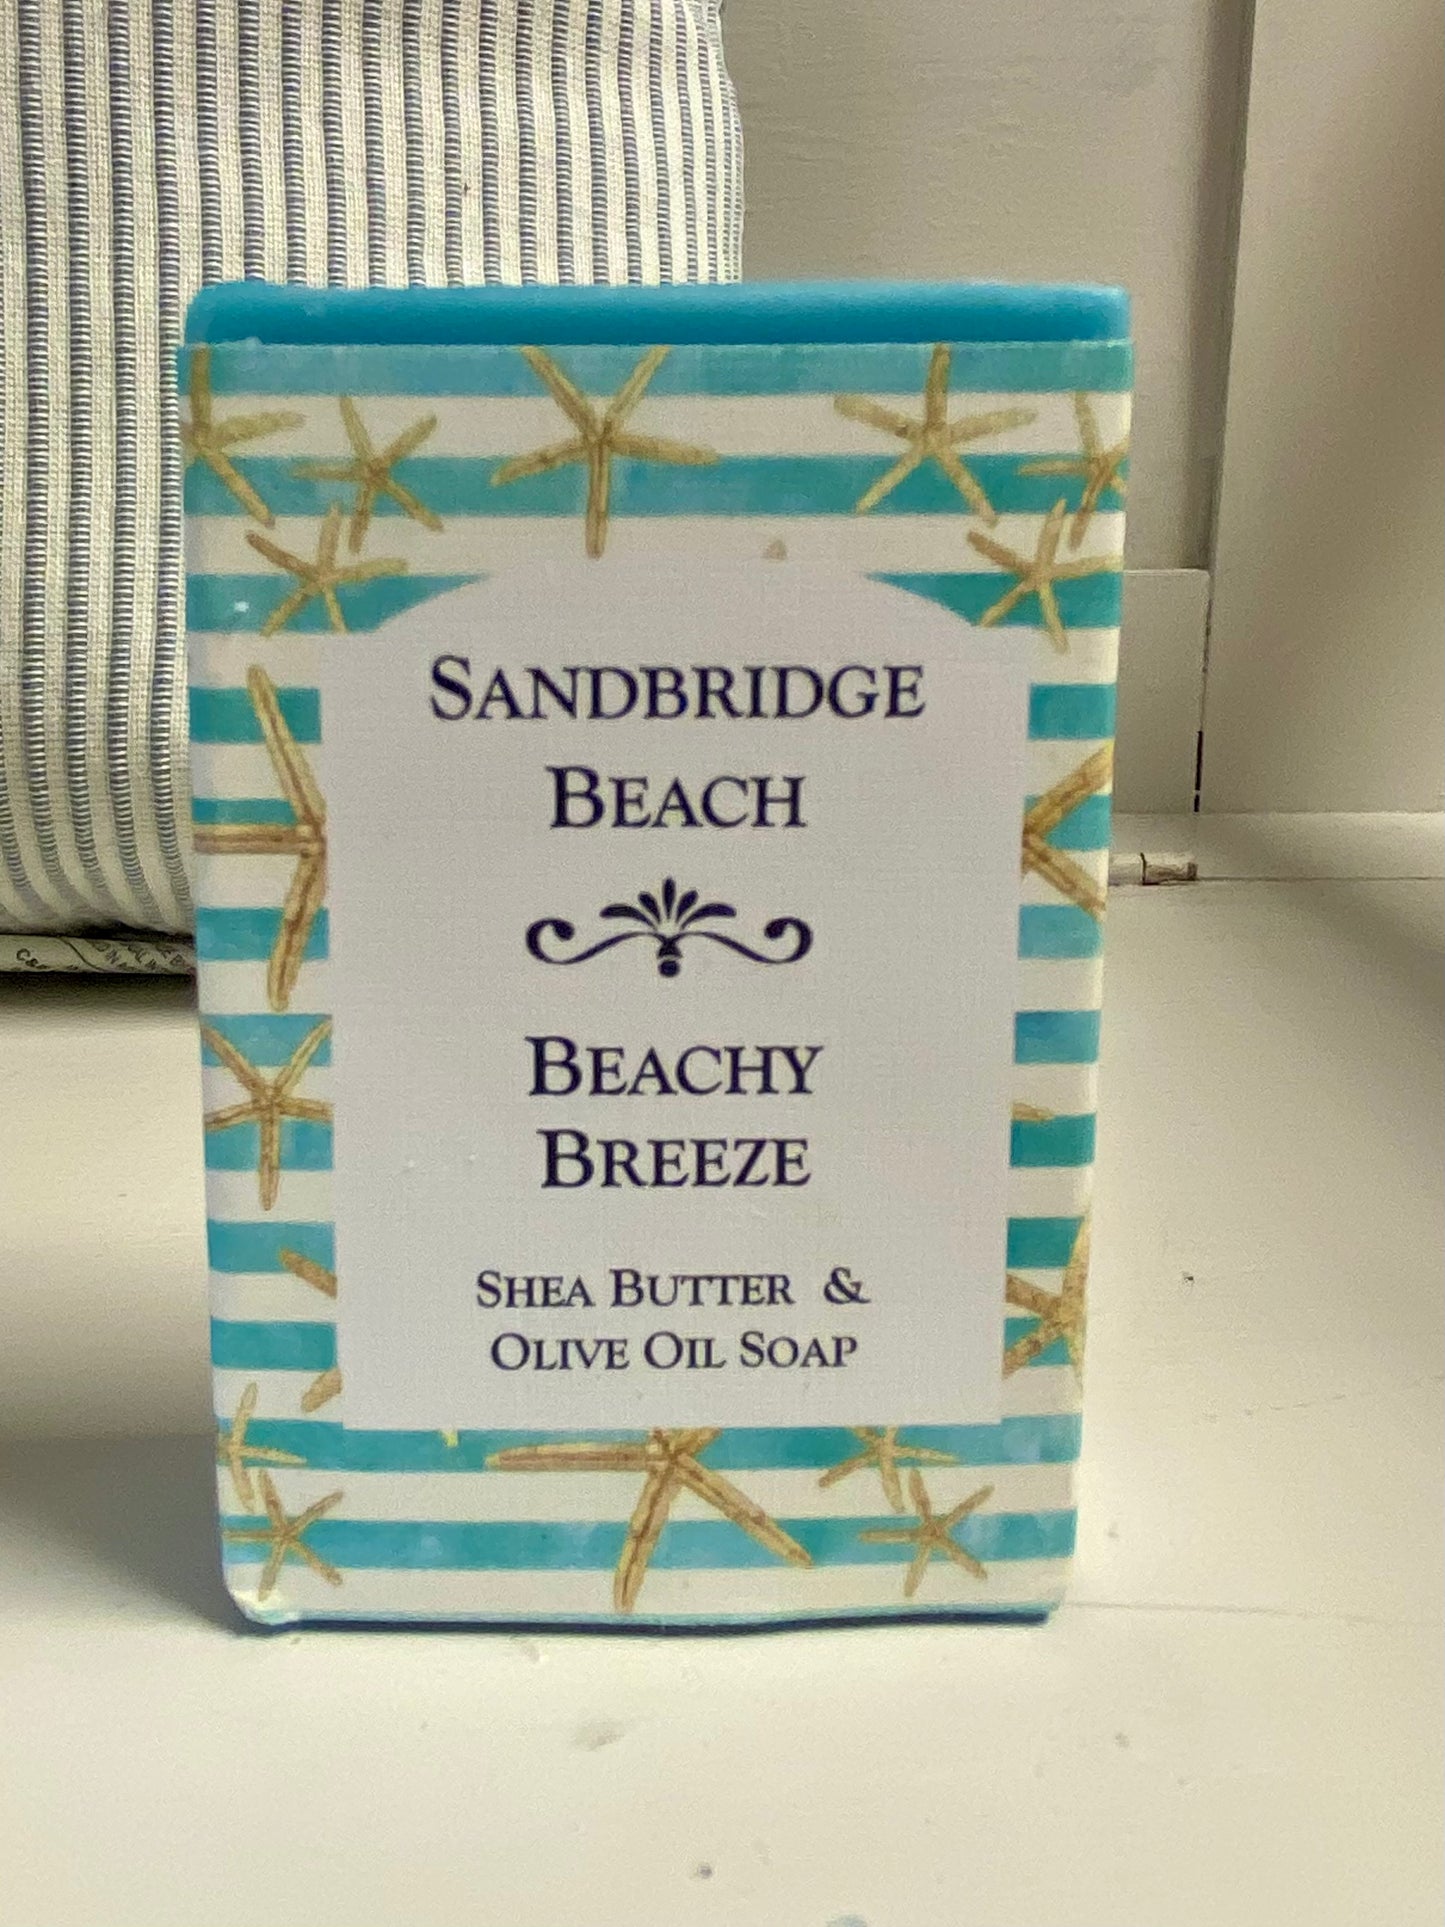 SANDBRIDGE
BEACH
BEACHY
BREEZE
SHEA BUTTER &
OLIVE OIL SOAP